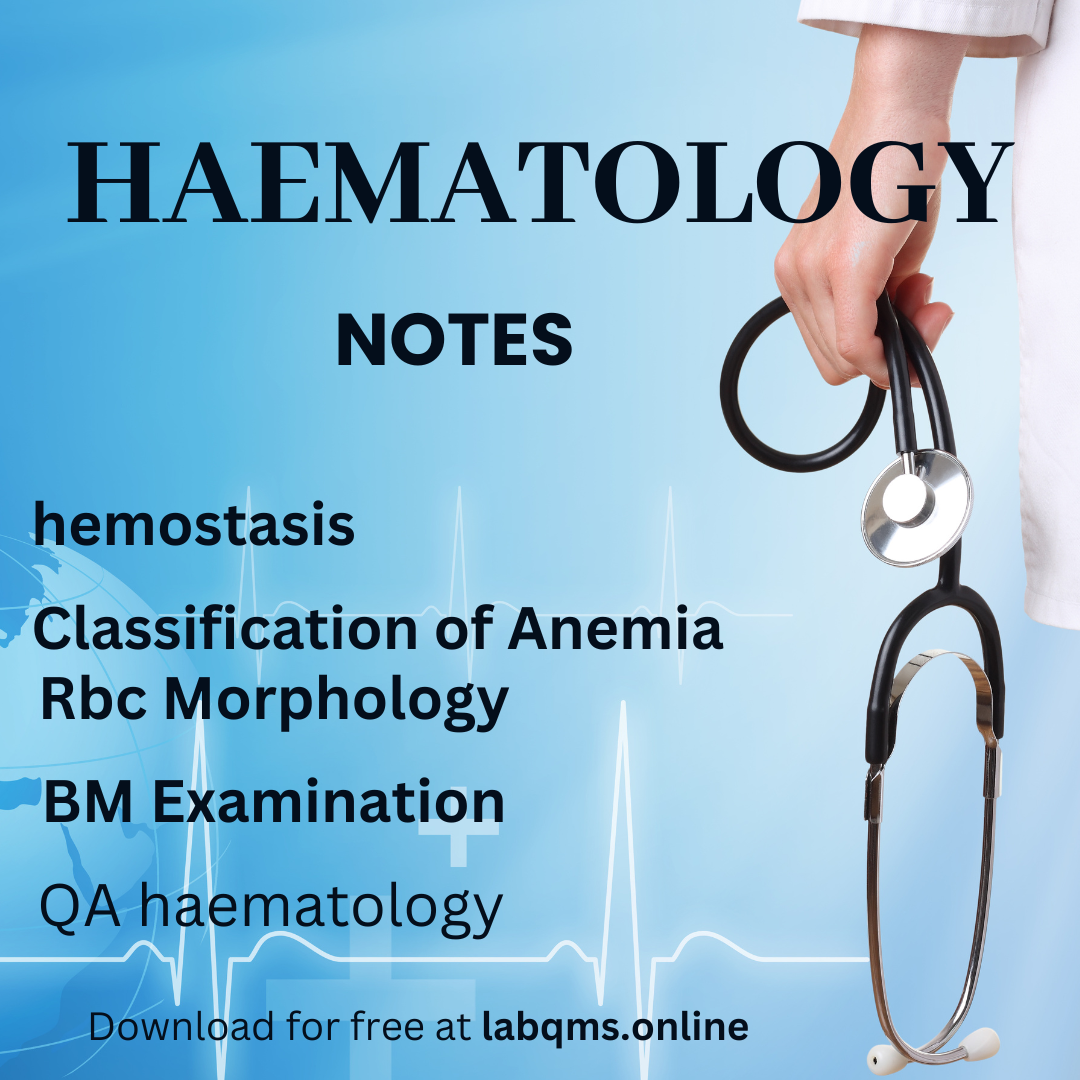 HAEMATOLOGY
NOTES
hemostasis
Classification of Anemia
Rbc Morphology
BM Examination
QA haematology
Download for free at labqms.online